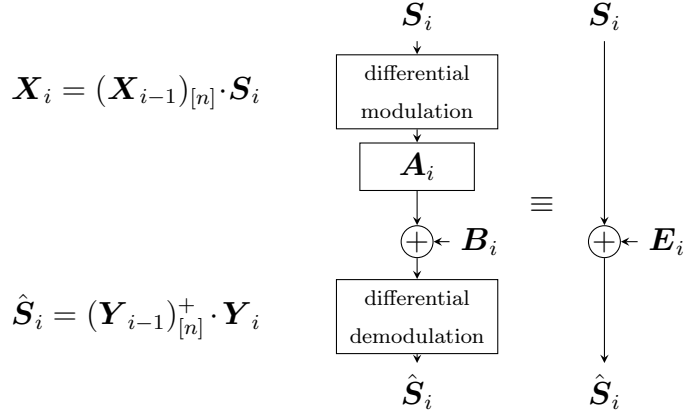 S_i S_i
differential
modulation
X_i = (X_{i-1})_{[n]} · S_i
A_i
≡
+ B_i + E_i
differential
demodulation
Ŝ_i = (Y_{i-1})^+_{[n]} · Y_i
Ŝ_i Ŝ_i